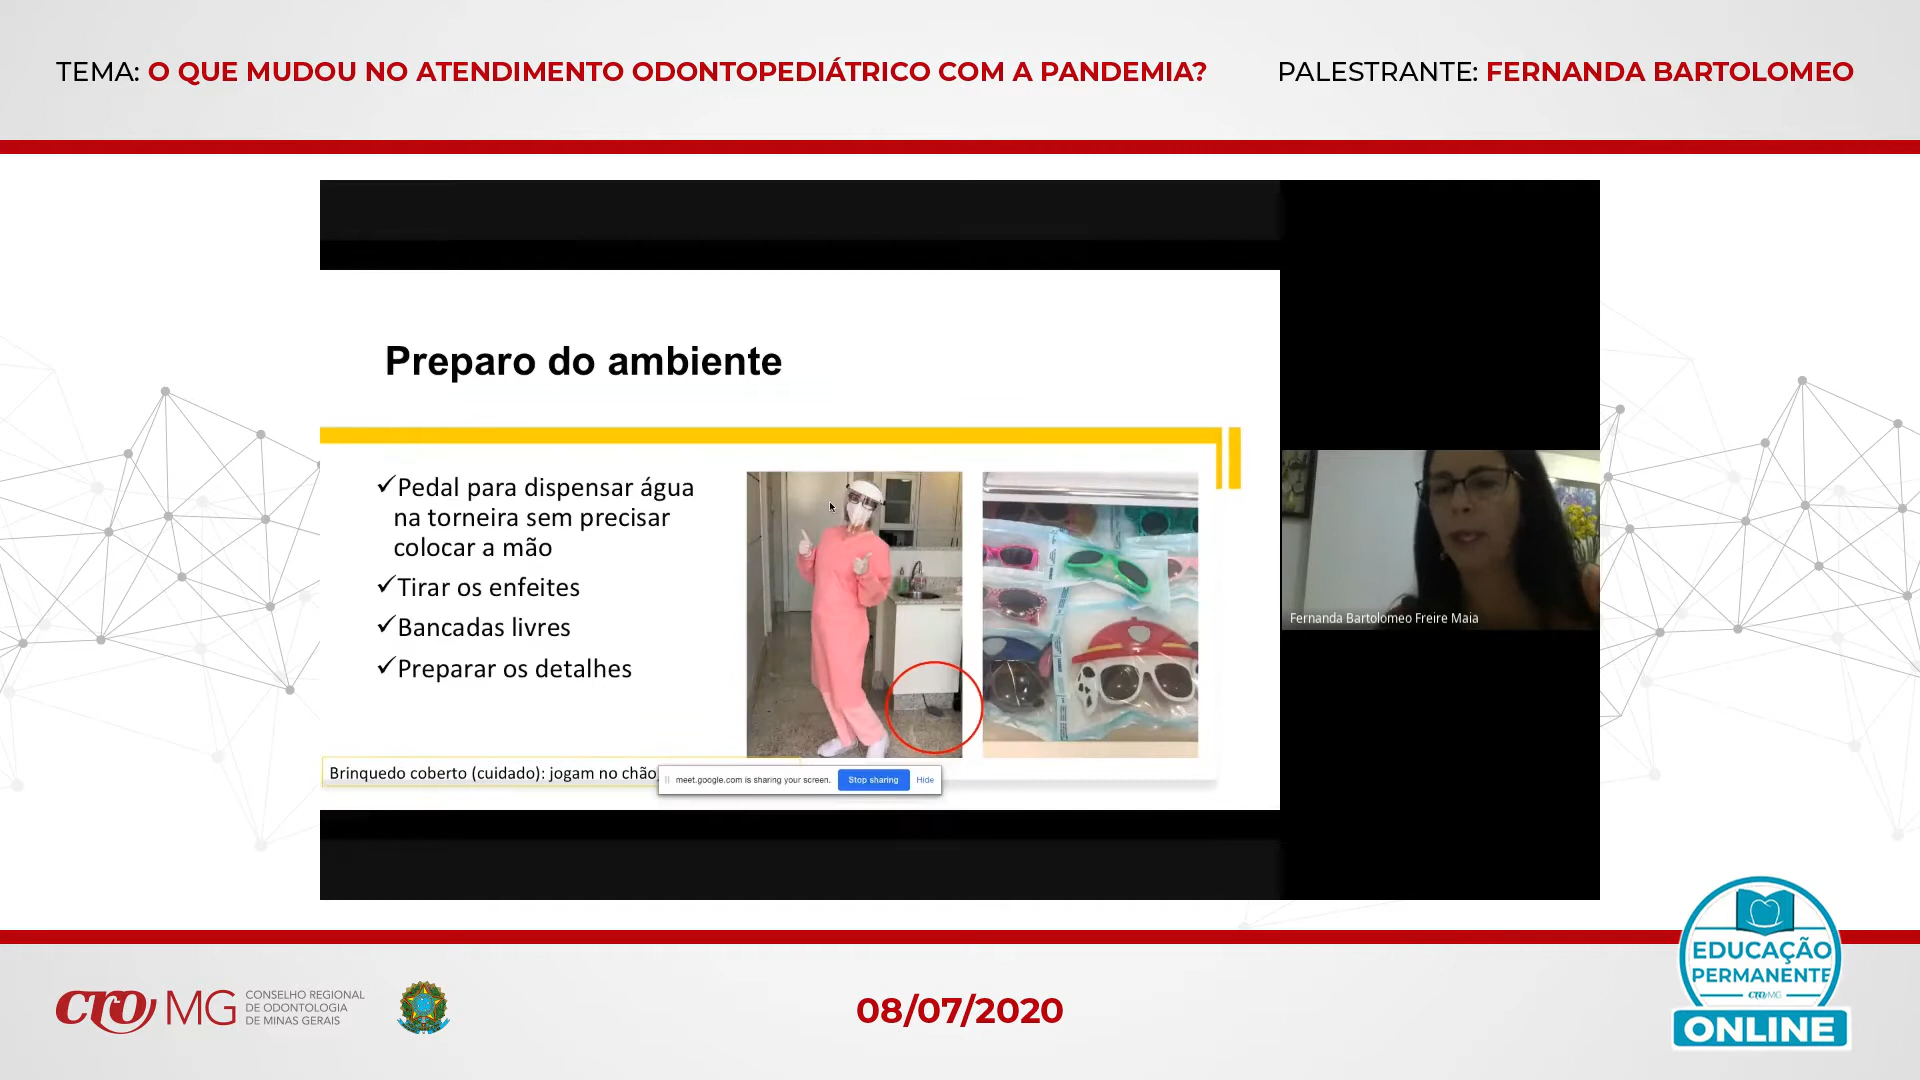 TEMA: O QUE MUDOU NO ATENDIMENTO ODONTOPEDIÁTRICO COM A PANDEMIA?
PALESTRANTE: FERNANDA BARTOLOMEO
Preparo do ambiente
✓Pedal para dispensar água
na torneira sem precisar
colocar a mão
✓Tirar os enfeites
✓Bancadas livres
✓Preparar os detalhes
Brinquedo coberto (cuidado): jogam no chão
meet.google.com is sharing your screen.
Stop sharing
Hide
Fernanda Bartolomeo Freire Maia
CRO MG
CONSELHO REGIONAL
DE ODONTOLOGIA
DE MINAS GERAIS
08/07/2020
EDUCAÇÃO
PERMANENTE
CRO MG
ONLINE